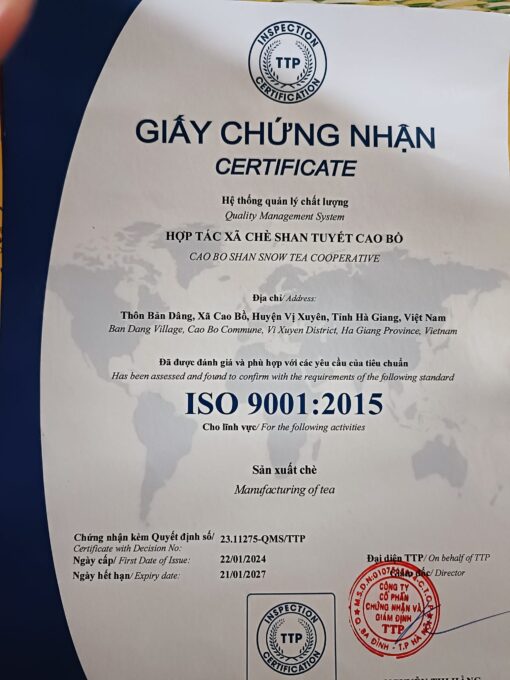 INSPECTION
TTP
CERTIFICATION
GIẤY CHỨNG NHẬN
CERTIFICATE
Hệ thống quản lý chất lượng
Quality Management System
HỢP TÁC XÃ CHÈ SHAN TUYẾT CAO BỒ
CAO BO SHAN SNOW TEA COOPERATIVE
Địa chỉ/ Address:
Thôn Bản Dâng, Xã Cao Bồ, Huyện Vị Xuyên, Tỉnh Hà Giang, Việt Nam
Ban Dang Village, Cao Bo Commune, Vi Xuyen District, Ha Giang Province, Vietnam
Đã được đánh giá và phù hợp với các yêu cầu của tiêu chuẩn
Has been assessed and found to confirm with the requirements of the following standard
ISO 9001:2015
Cho lĩnh vực/ For the following activities
Sản xuất chè
Manufacturing of tea
Chứng nhận kèm Quyết định số/ 23.11275-QMS/TTP
Certificate with Decision No:
Ngày cấp/ First Date of Issue: 22/01/2024
Ngày hết hạn/ Expiry date: 21/01/2027
Đại diện TTP/ On behalf of TTP
Giám đốc/ Director
CÔNG TY
CỔ PHẦN
CHỨNG NHẬN VÀ
GIÁM ĐỊNH
TTP
Q. BA ĐÌNH - T.P HÀ NỘI
INSPECTION
TTP
CERTIFICATION